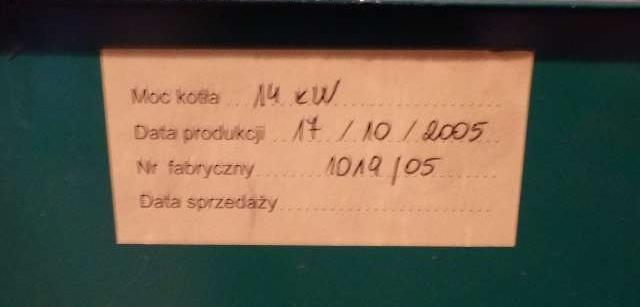 Moc kotła 14 kW
Data produkcji 17 / 10 / 2005
Nr fabryczny 1019/05
Data sprzedaży